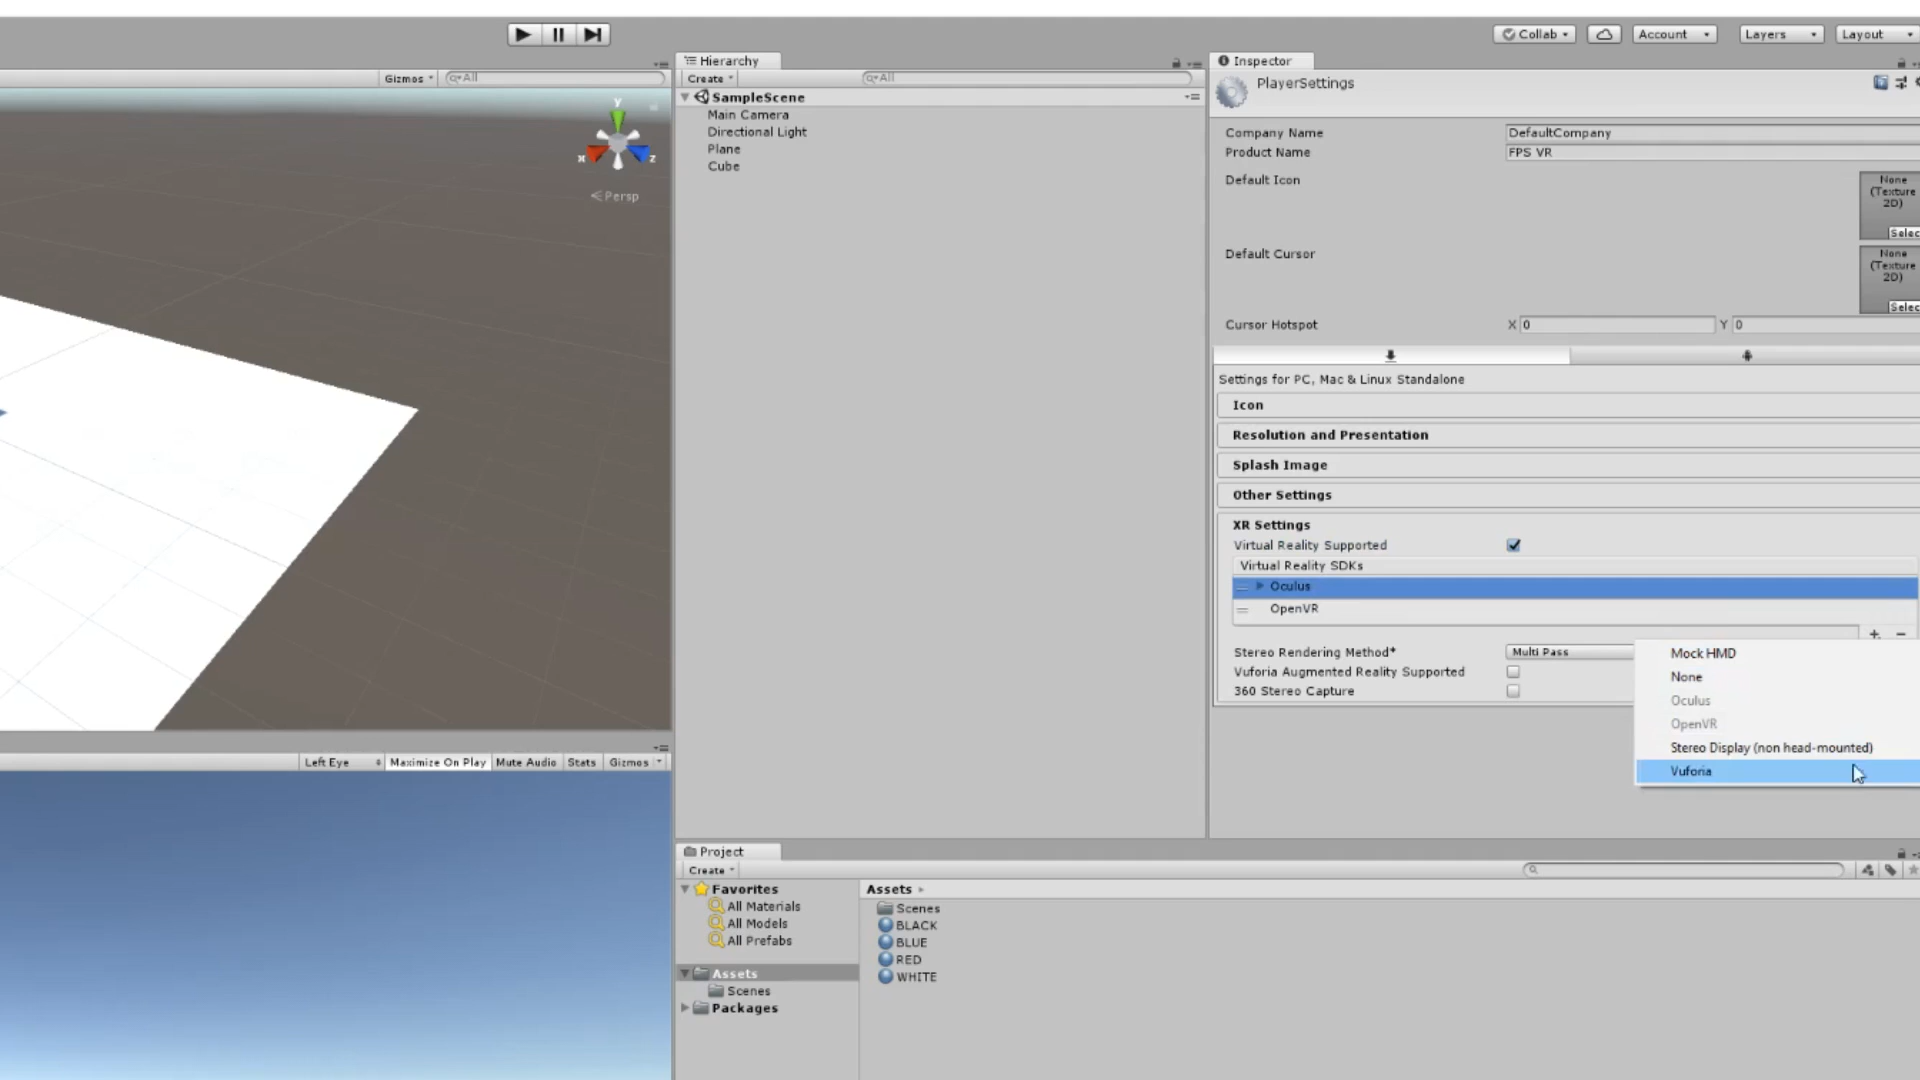 Collab
Account
Layers
Layout
Gizmos
All
y
x
z
Persp
Hierarchy
Create
All
SampleScene
Main Camera
Directional Light
Plane
Cube
Inspector
PlayerSettings
Company Name
DefaultCompany
Product Name
FPS VR
Default Icon
None
(Texture
2D)
Selec
Default Cursor
None
(Texture
2D)
Selec
Cursor Hotspot
X 0
Y 0
Settings for PC, Mac & Linux Standalone
Icon
Resolution and Presentation
Splash Image
Other Settings
XR Settings
Virtual Reality Supported
Virtual Reality SDKs
Oculus
OpenVR
Stereo Rendering Method*
Multi Pass
Vuforia Augmented Reality Supported
360 Stereo Capture
Mock HMD
None
Oculus
OpenVR
Stereo Display (non head-mounted)
Vuforia
Left Eye
Maximize On Play
Mute Audio
Stats
Gizmos
Project
Create
Favorites
All Materials
All Models
All Prefabs
Assets
Scenes
Packages
Assets
Scenes
BLACK
BLUE
RED
WHITE